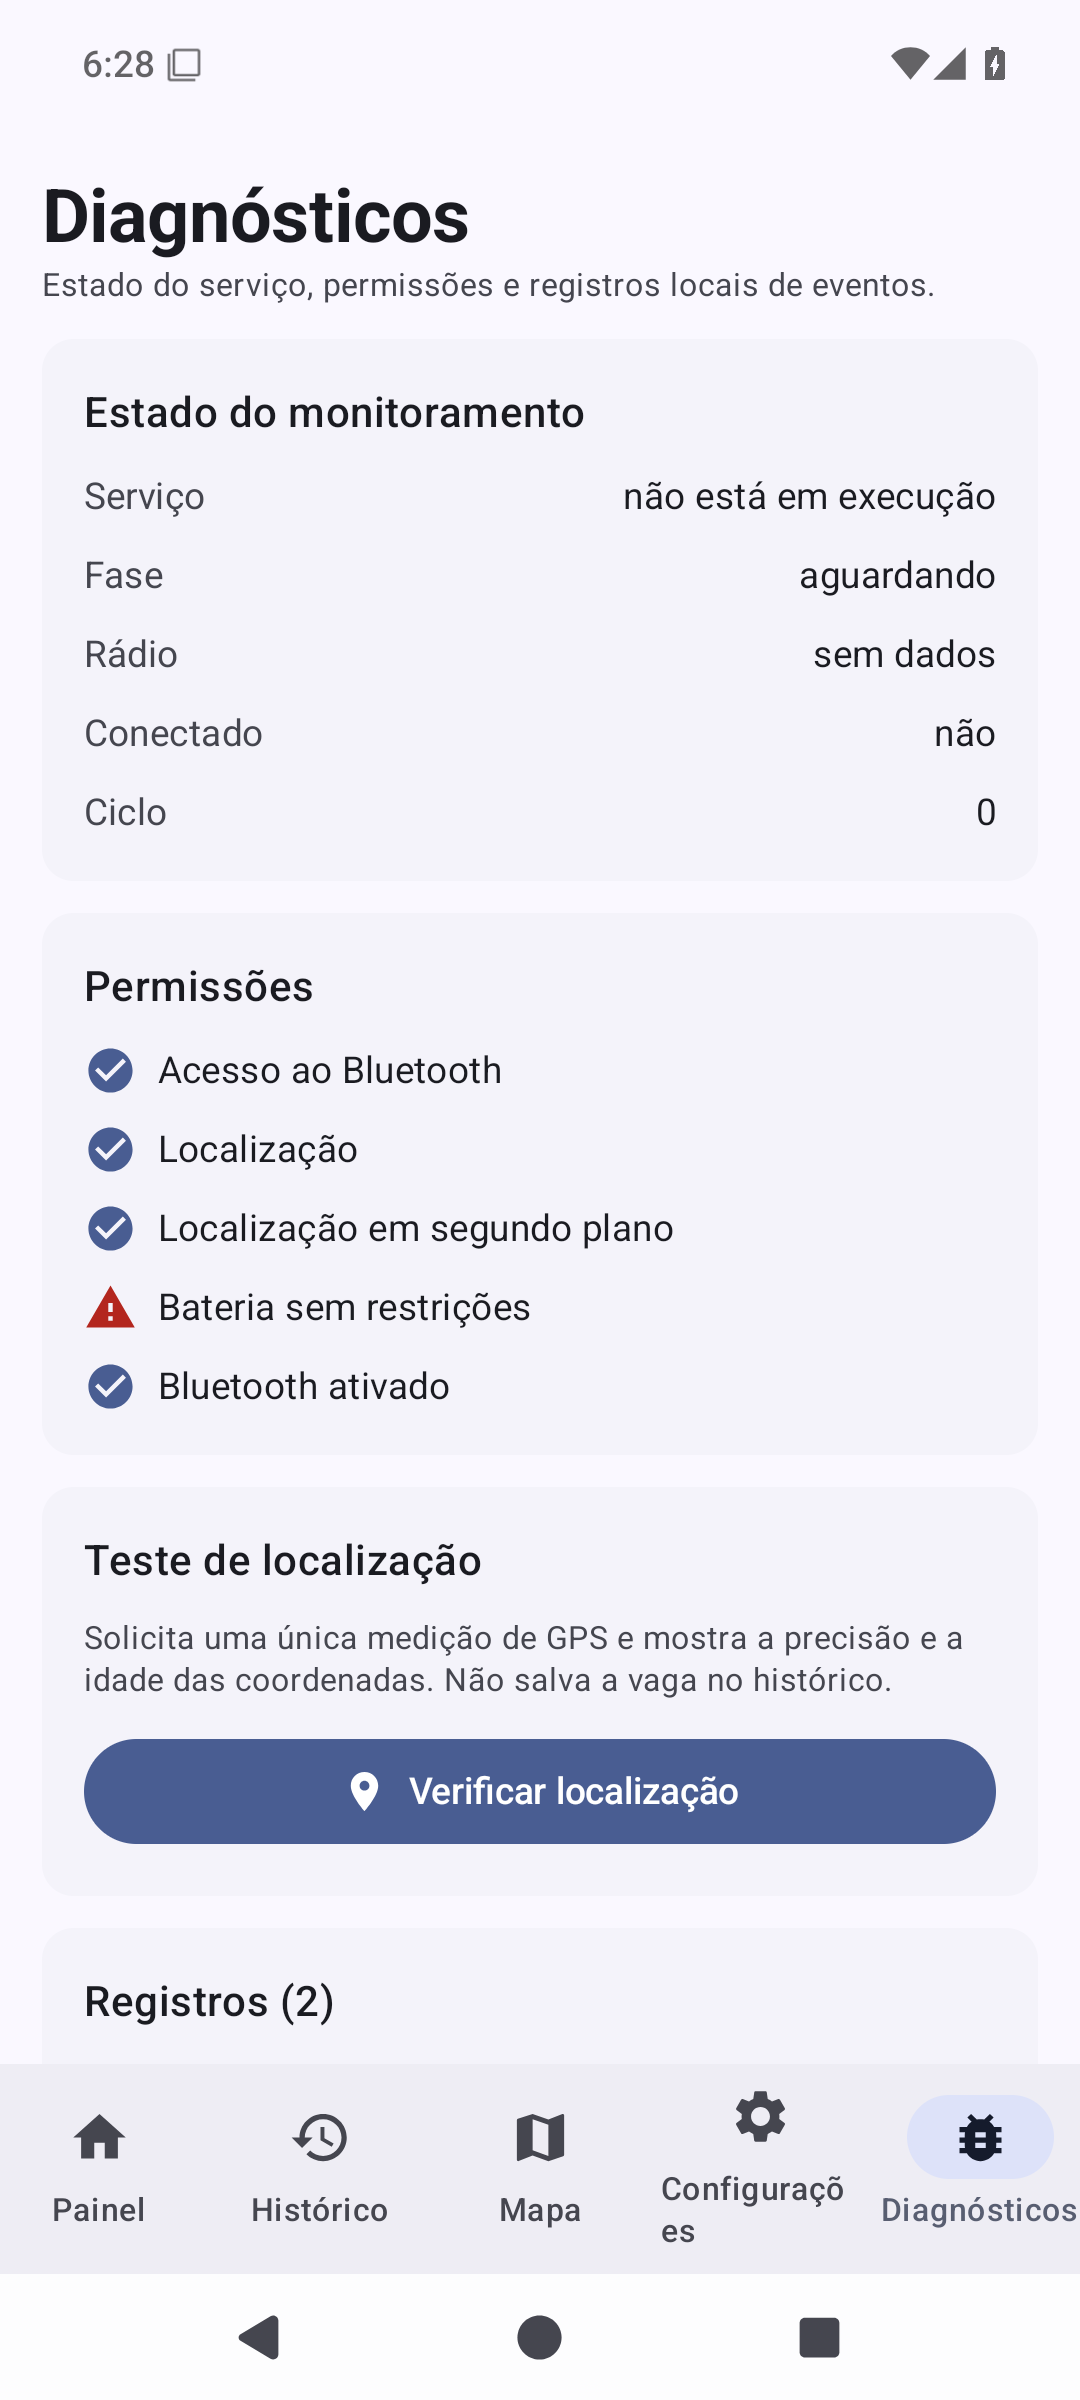 6:28
Diagnósticos
Estado do serviço, permissões e registros locais de eventos.
Estado do monitoramento
Serviço não está em execução
Fase aguardando
Rádio sem dados
Conectado não
Ciclo 0
Permissões
Acesso ao Bluetooth
Localização
Localização em segundo plano
Bateria sem restrições
Bluetooth ativado
Teste de localização
Solicita uma única medição de GPS e mostra a precisão e a
idade das coordenadas. Não salva a vaga no histórico.
Verificar localização
Registros (2)
Painel
Histórico
Mapa
Configuraçõ
es
Diagnósticos